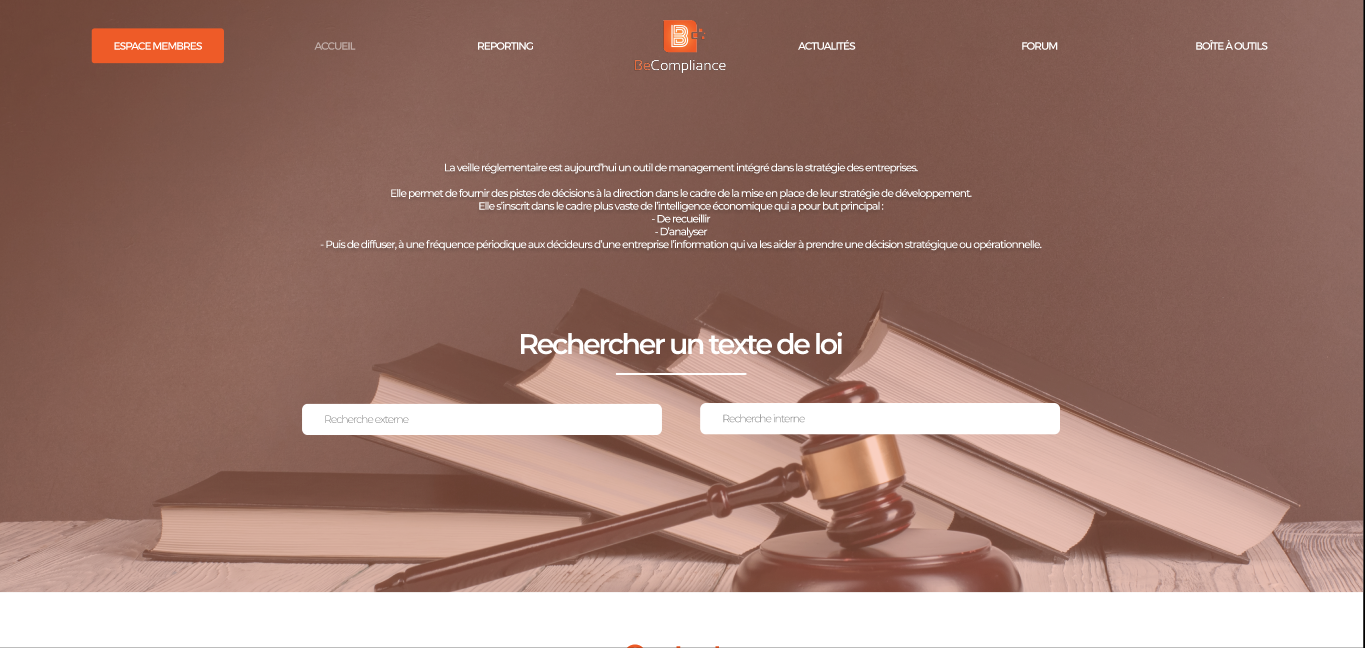 ESPACE MEMBRES
ACCUEIL
REPORTING
B
BeCompliance
ACTUALITÉS
FORUM
BOÎTE À OUTILS
La veille réglementaire est aujourd'hui un outil de management intégré dans la stratégie des entreprises.
Elle permet de fournir des pistes de décisions à la direction dans le cadre de la mise en place de leur stratégie de développement.
Elle s'inscrit dans le cadre plus vaste de l'intelligence économique qui a pour but principal :
- De recueillir
- D'analyser
- Puis de diffuser, à une fréquence périodique aux décideurs d'une entreprise l'information qui va les aider à prendre une décision stratégique ou opérationnelle.
Rechercher un texte de loi
Recherche externe
Recherche interne